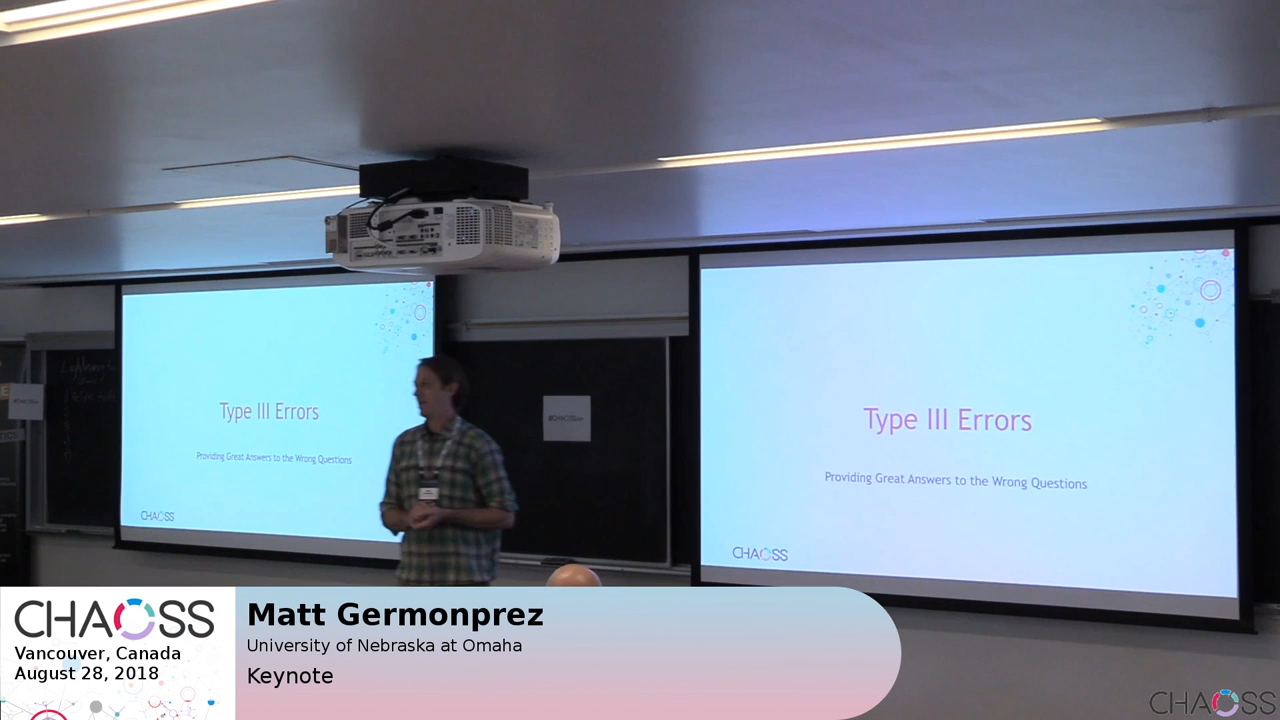 Type III Errors
Providing Great Answers to the Wrong Questions
CHAOSS
Type III Errors
Providing Great Answers to the Wrong Questions
CHAOSS
CHAOSS
Vancouver, Canada
August 28, 2018
Matt Germonprez
University of Nebraska at Omaha
Keynote
CHAOSS